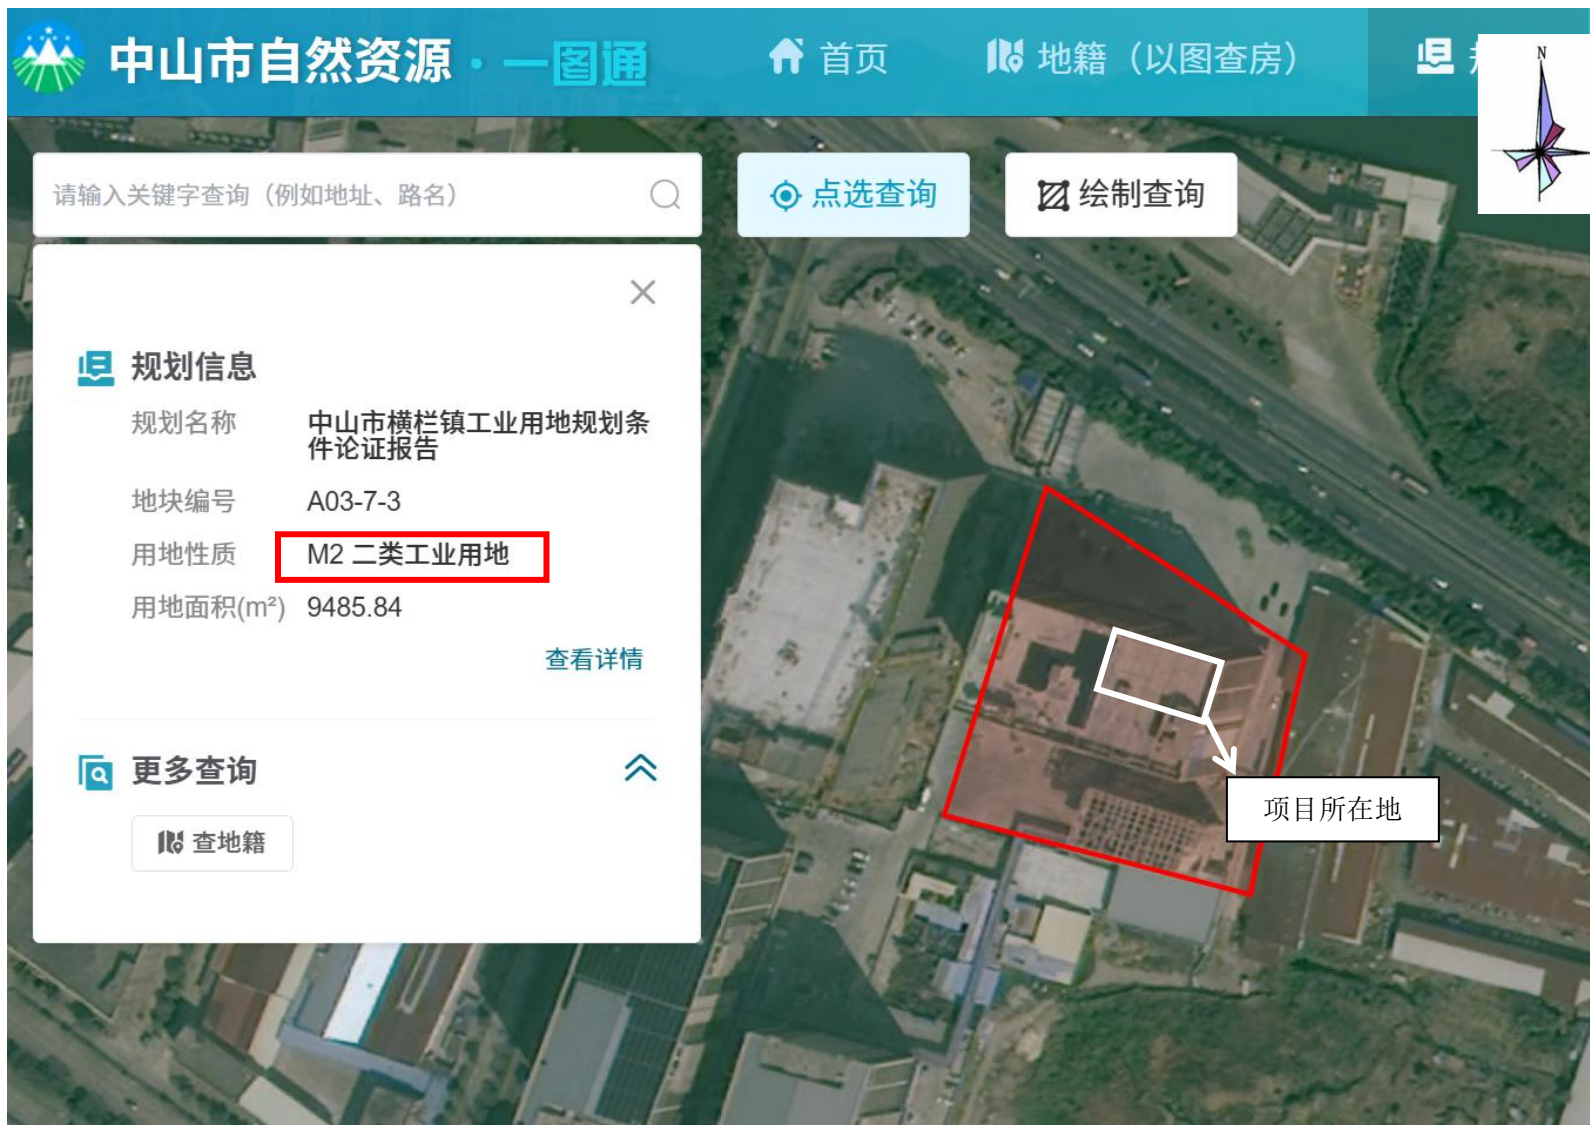 中山市自然资源·一图通
首页
地籍（以图查房）
N
请输入关键字查询（例如地址、路名）
点选查询
绘制查询
规划信息
规划名称 中山市横栏镇工业用地规划条
件论证报告
地块编号 A03-7-3
用地性质 M2 二类工业用地
用地面积(m²) 9485.84
查看详情
更多查询
查地籍
项目所在地